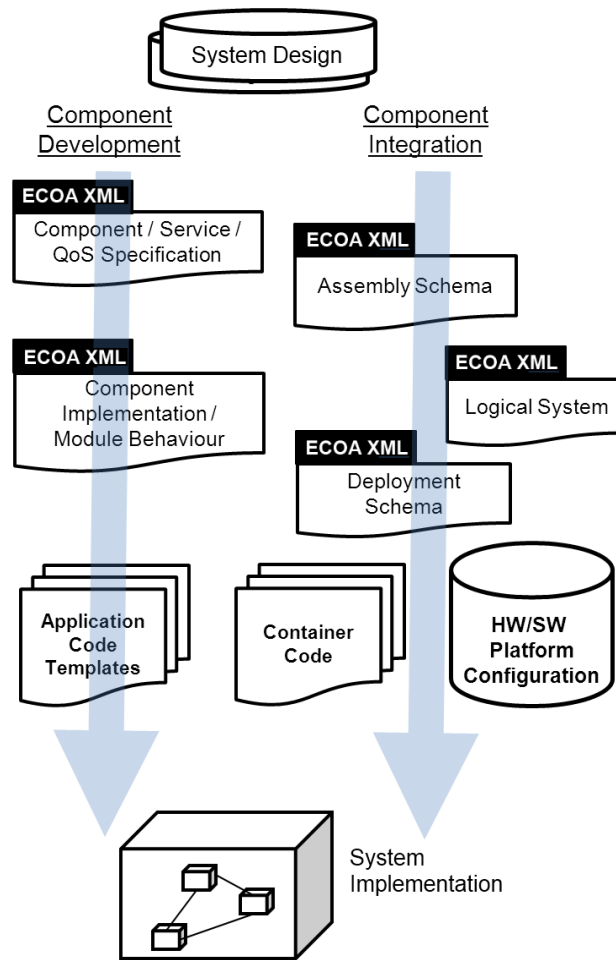 System Design
Component
Development
Component
Integration
ECOA XML
Component / Service /
QoS Specification
ECOA XML
Assembly Schema
ECOA XML
Component
Implementation /
Module Behaviour
ECOA XML
Logical System
ECOA XML
Deployment
Schema
Application
Code
Templates
Container
Code
HW/SW
Platform
Configuration
System
Implementation